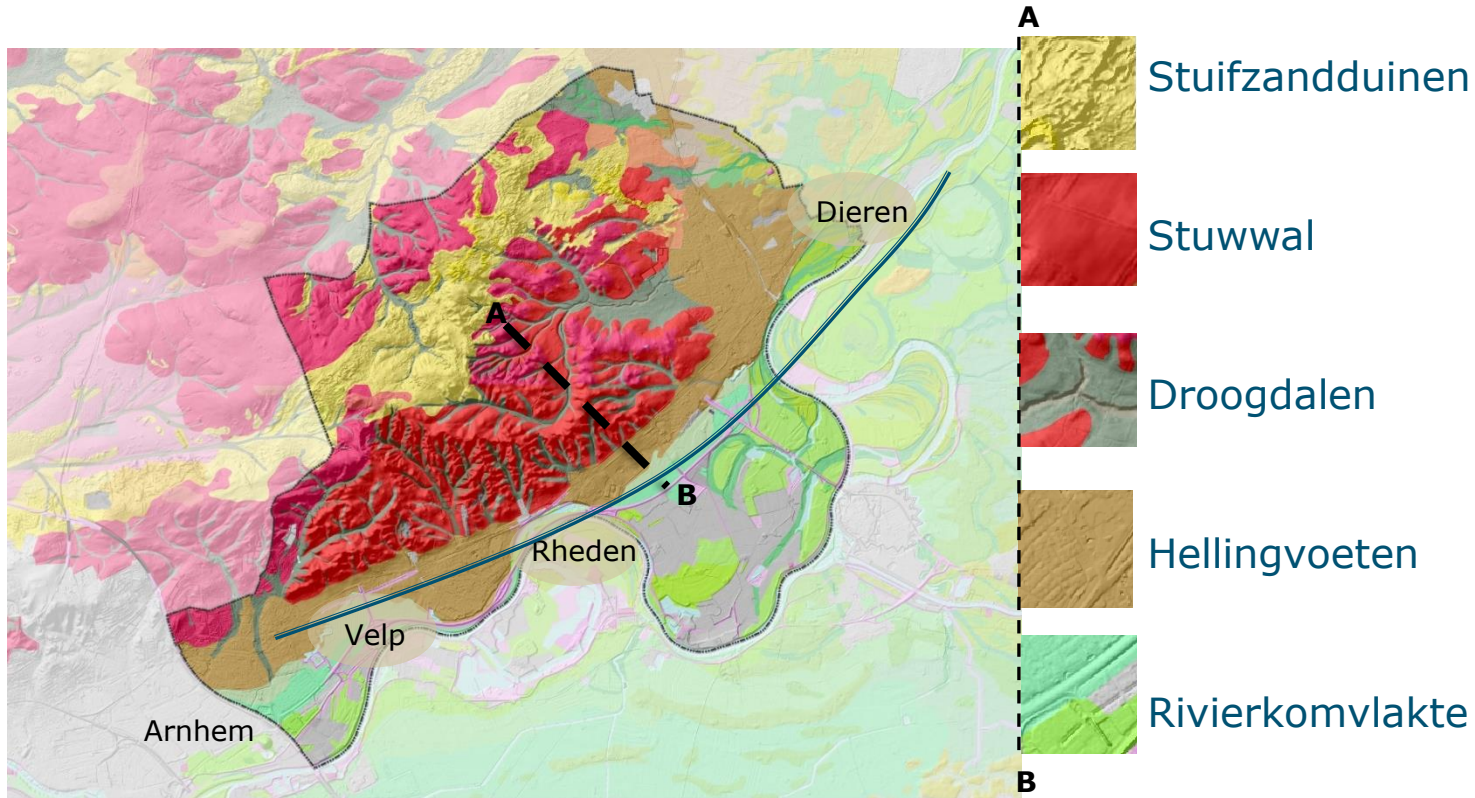 A
Stuifzandduinen
Dieren
Stuwwal
A
Droogdalen
B
Rheden
Hellingvoeten
Velp
Arnhem
Rivierkomvlakte
B